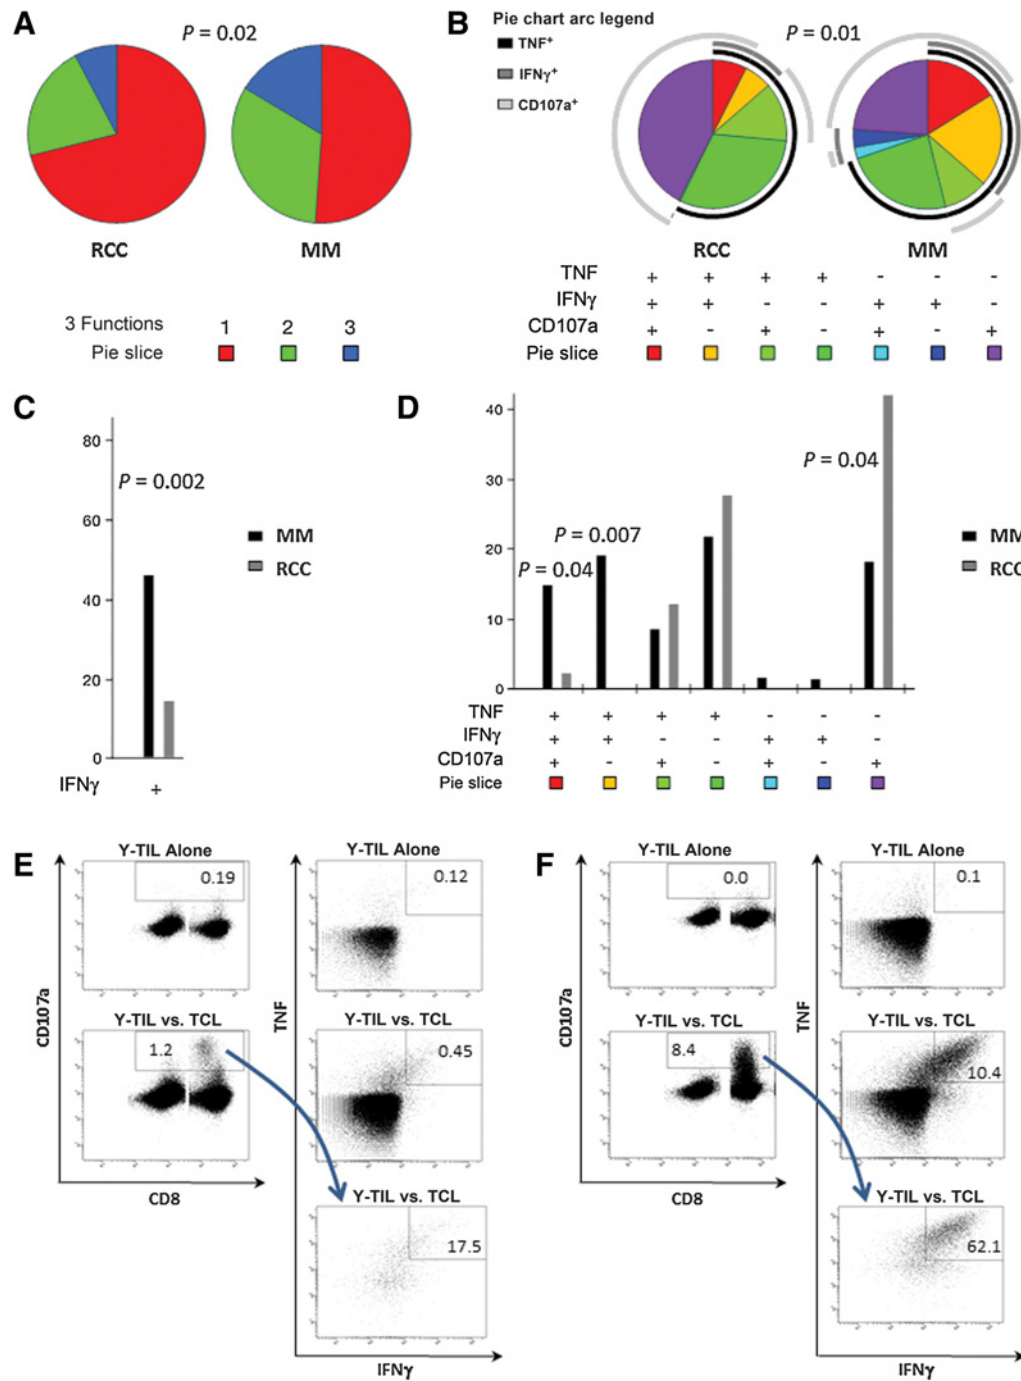 A
P = 0.02
RCC
MM
3 Functions 1 2 3
Pie slice
B
Pie chart arc legend
TNF+
IFNγ+
CD107a+
P = 0.01
RCC
MM
TNF + + + + - - -
IFNγ + + - - + + -
CD107a + - + - + - +
Pie slice
C
80
60
40
20
0
P = 0.002
MM
RCC
IFNγ +
D
40
30
20
10
0
P = 0.04
P = 0.007
P = 0.04
MM
RCC
TNF + + + + - - -
IFNγ + + - - + + -
CD107a + - + - + - +
Pie slice
E
Y-TIL Alone
0.19
Y-TIL Alone
0.12
CD107a
TNF
Y-TIL vs. TCL
1.2
Y-TIL vs. TCL
0.45
CD8
Y-TIL vs. TCL
17.5
IFNγ
F
Y-TIL Alone
0.0
Y-TIL Alone
0.1
CD107a
TNF
Y-TIL vs. TCL
8.4
Y-TIL vs. TCL
10.4
CD8
Y-TIL vs. TCL
62.1
IFNγ